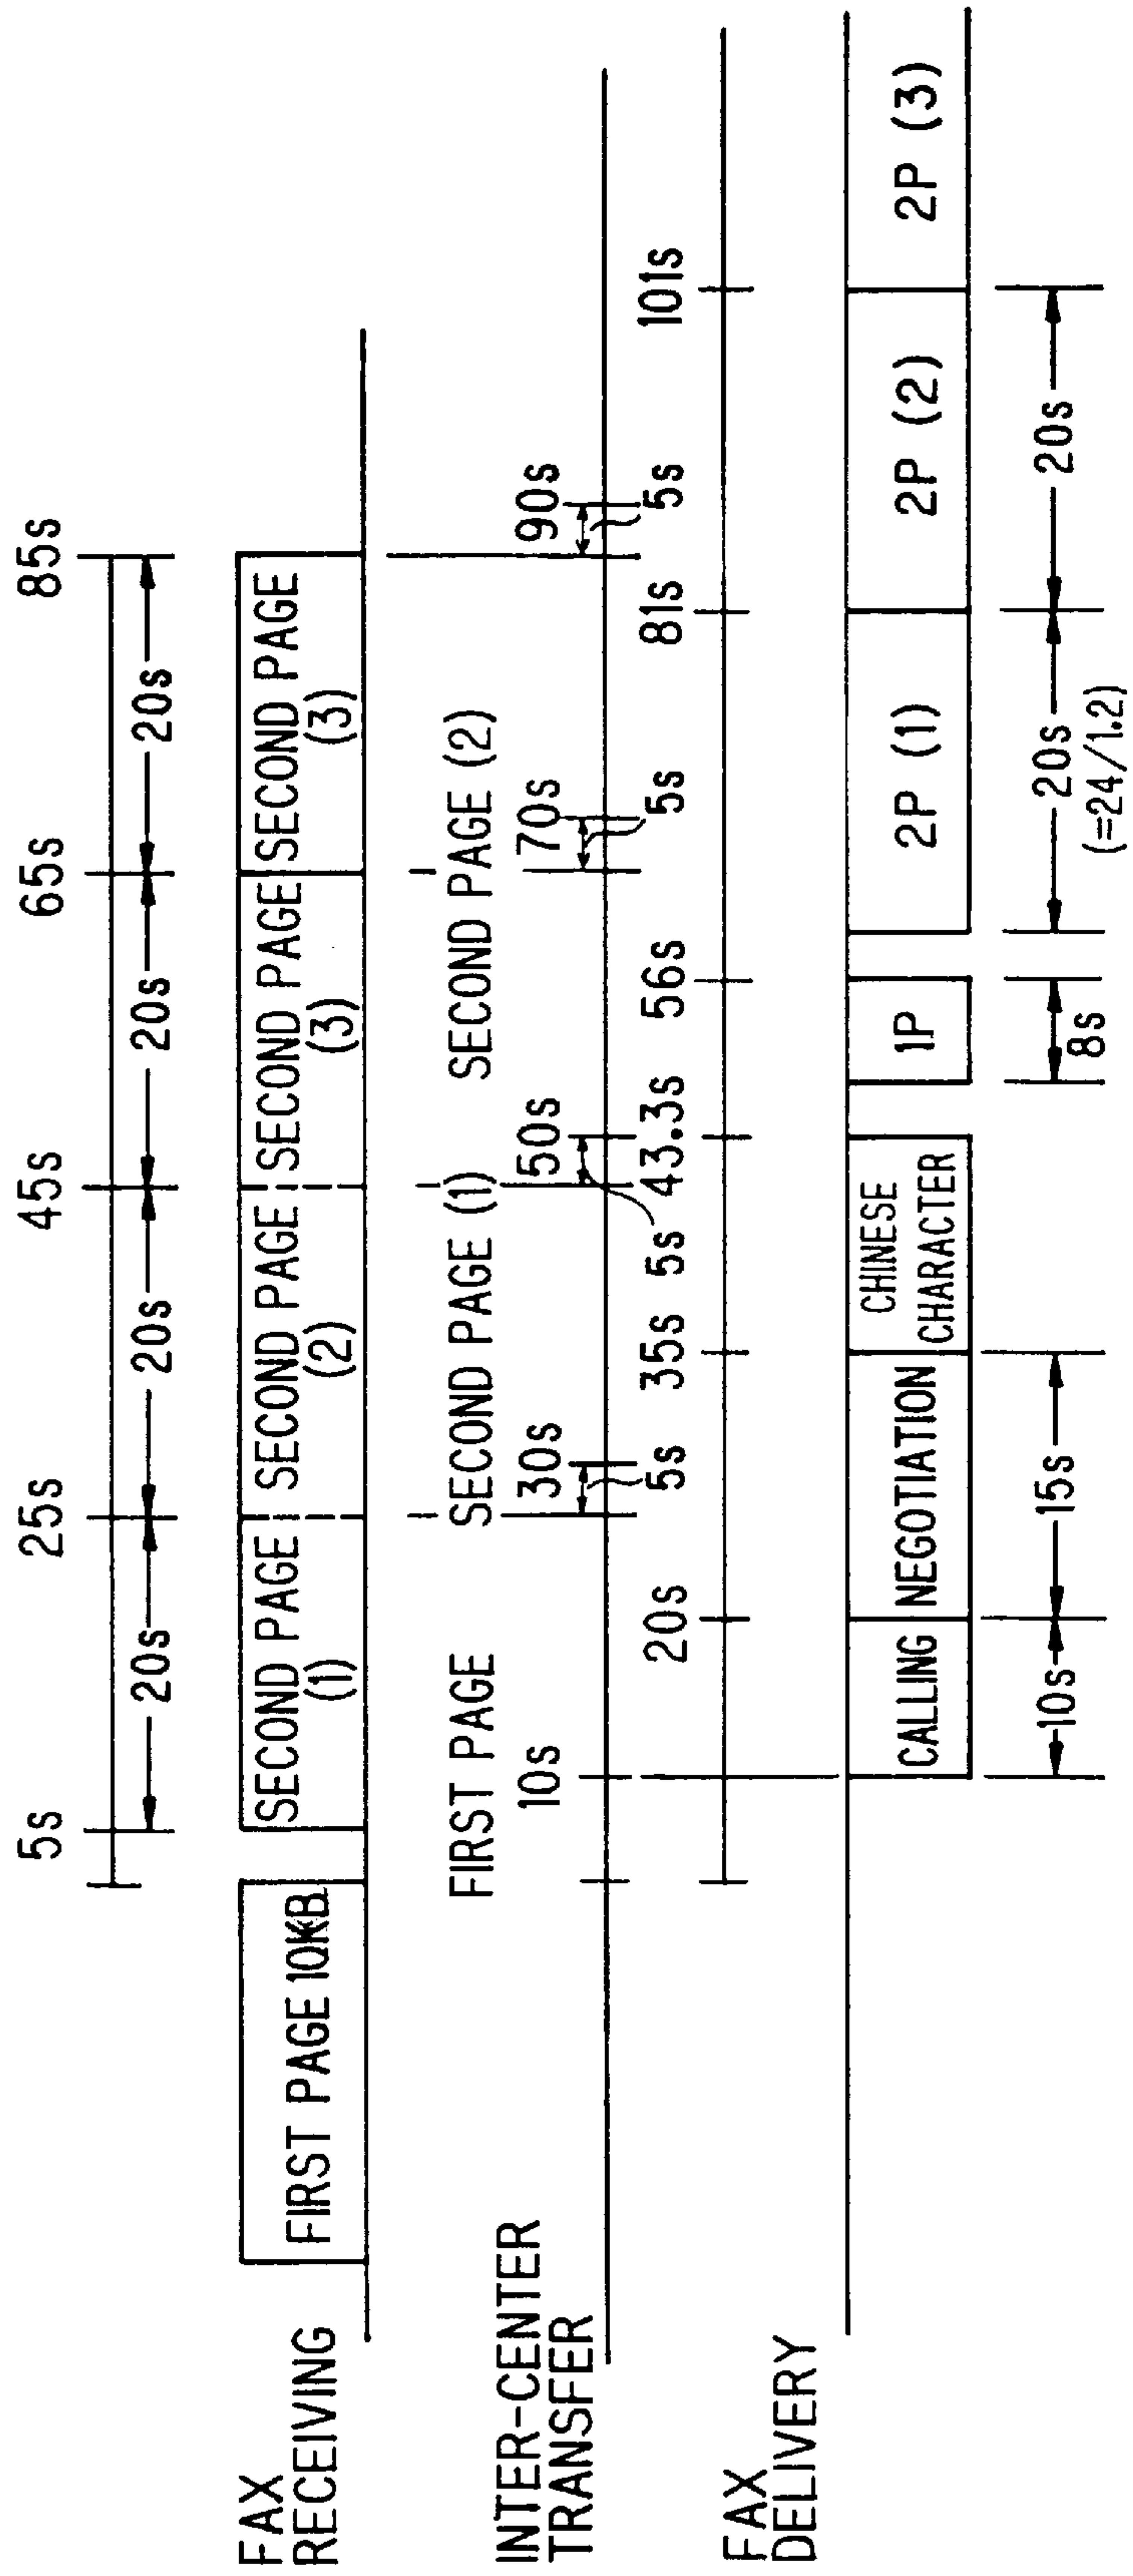 5s
25s
45s
65s
85s
20s
20s
20s
20s
FAX
RECEIVING
FIRST PAGE 10KB
SECOND PAGE
(1)
SECOND PAGE
(2)
SECOND PAGE
(3)
SECOND PAGE
(3)
FIRST PAGE
SECOND PAGE (1)
SECOND PAGE (2)
INTER-CENTER
TRANSFER
10s
30s
50s
70s
90s
5s
5s
5s
5s
20s
35s
43.3s
56s
81s
101s
FAX
DELIVERY
CALLING
NEGOTIATION
CHINESE
CHARACTER
1P
2P (1)
2P (2)
2P (3)
10s
15s
8s
20s
(=24/1.2)
20s